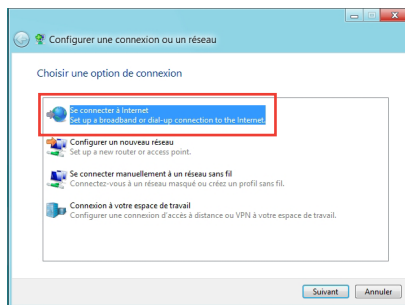 Configurer une connexion ou un réseau
Choisir une option de connexion
Se connecter à Internet
Set up a broadband or dial-up connection to the Internet.
Configurer un nouveau réseau
Set up a new router or access point.
Se connecter manuellement à un réseau sans fil
Connectez-vous à un réseau masqué ou créez un profil sans fil.
Connexion à votre espace de travail
Configurer une connexion d'accès à distance ou VPN à votre espace de travail.
Suivant Annuler